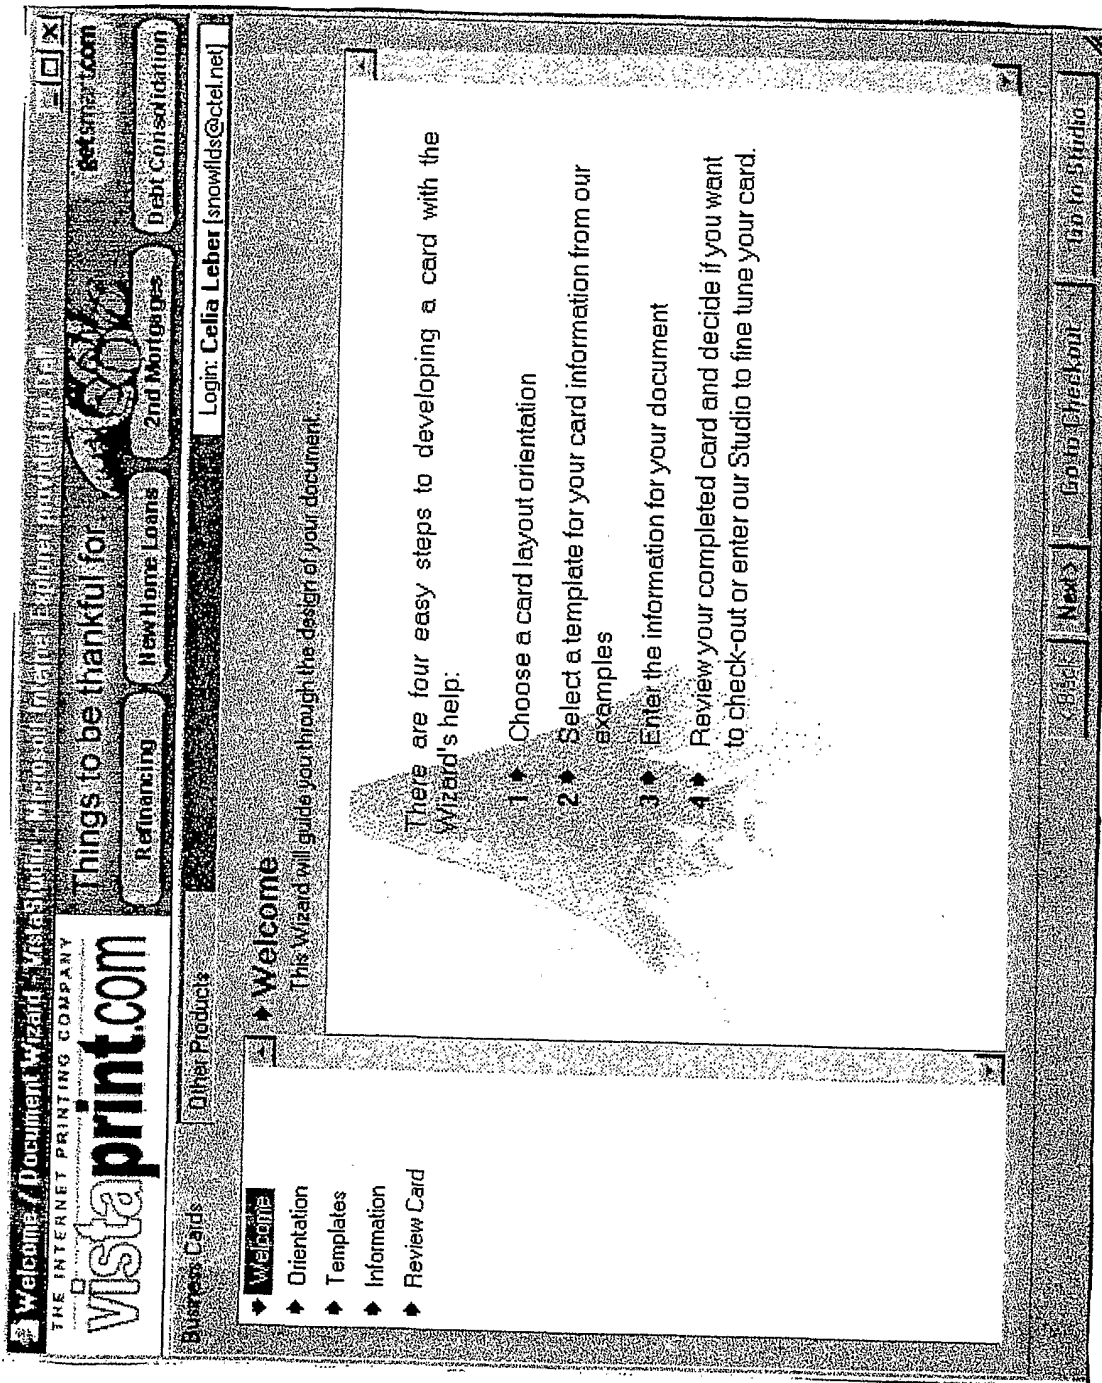 Welcome / Document Wizard - VistaStudio - Microsoft Internet Explorer
THE INTERNET PRINTING COMPANY
vistaprint.com
Things to be thankful for
getsmart.com
Refinancing
New Home Loans
2nd Mortgages
Debt Consolidation
Business Cards
Other Products
Login: Celia Leber [snowflds@ctel.net]
Welcome
Orientation
Templates
Information
Review Card
Welcome
This Wizard will guide you through the design of your document.
There are four easy steps to developing a card with the
Wizard's help:
1 Choose a card layout orientation
2 Select a template for your card information from our
examples
3 Enter the information for your document
4 Review your completed card and decide if you want
to check-out or enter our Studio to fine tune your card.
< Back
Next >
Go to Checkout
Go to Studio